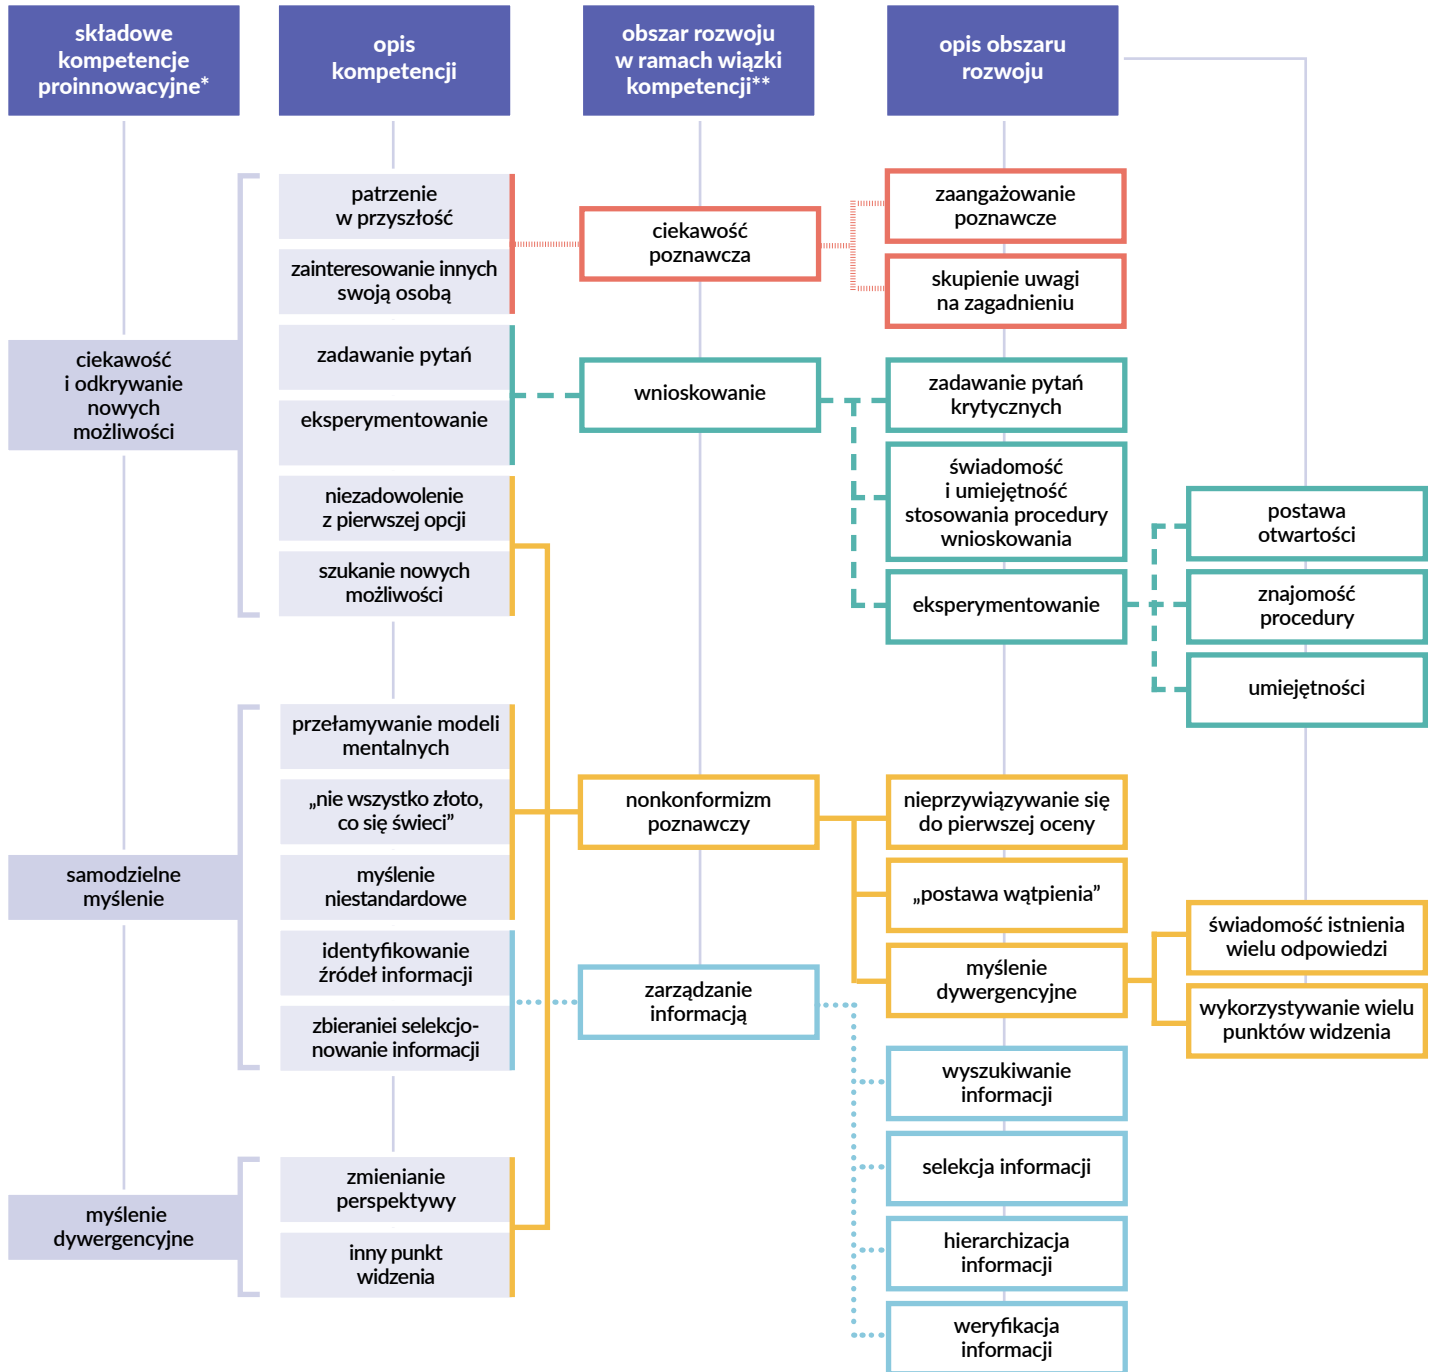 składowe
kompetencje
proinnowacyjne*
opis
kompetencji
obszar rozwoju
w ramach wiązki
kompetencji**
opis obszaru
rozwoju
ciekawość
i odkrywanie
nowych
możliwości
patrzenie
w przyszłość
zainteresowanie innych
swoją osobą
zadawanie pytań
eksperymentowanie
niezadowolenie
z pierwszej opcji
szukanie nowych
możliwości
samodzielne
myślenie
przełamywanie modeli
mentalnych
„nie wszystko złoto,
co się świeci”
myślenie
niestandardowe
identyfikowanie
źródeł informacji
zbieraniei selekcjo-
nowanie informacji
myślenie
dywergencyjne
zmienianie
perspektywy
inny punkt
widzenia
ciekawość
poznawcza
wnioskowanie
nonkonformizm
poznawczy
zarządzanie
informacją
zaangażowanie
poznawcze
skupienie uwagi
na zagadnieniu
zadawanie pytań
krytycznych
świadomość
i umiejętność
stosowania procedury
wnioskowania
eksperymentowanie
postawa
otwartości
znajomość
procedury
umiejętności
nieprzywiązywanie się
do pierwszej oceny
„postawa wątpienia”
myślenie
dywergencyjne
świadomość istnienia
wielu odpowiedzi
wykorzystywanie wielu
punktów widzenia
wyszukiwanie
informacji
selekcja informacji
hierarchizacja
informacji
weryfikacja
informacji